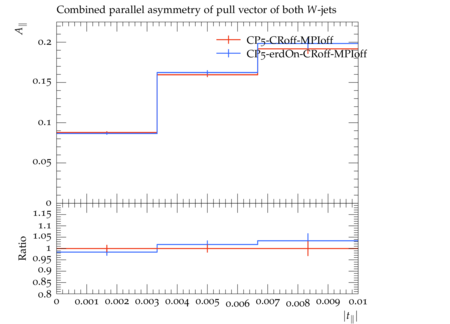 Combined parallel asymmetry of pull vector of both W-jets
A∥
CP5-CRoff-MPIoff
CP5-erdOn-CRoff-MPIoff
0.2
0.15
0.1
0.05
0
Ratio
1.15
1.1
1.05
1
0.95
0.9
0.85
0.8
0 0.001 0.002 0.003 0.004 0.005 0.006 0.007 0.008 0.009 0.01
|t∥|